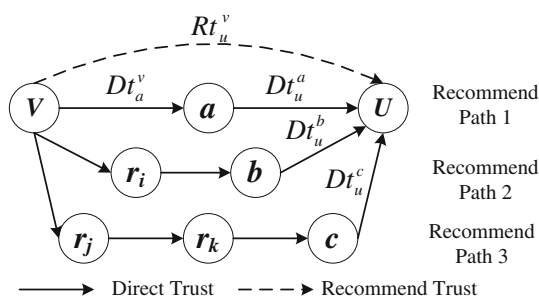 Rt_u^v
Dt_a^v Dt_u^a
V a U Recommend Path 1
Dt_u^b
r_i b Recommend Path 2
Dt_u^c
r_j r_k c Recommend Path 3
Direct Trust Recommend Trust